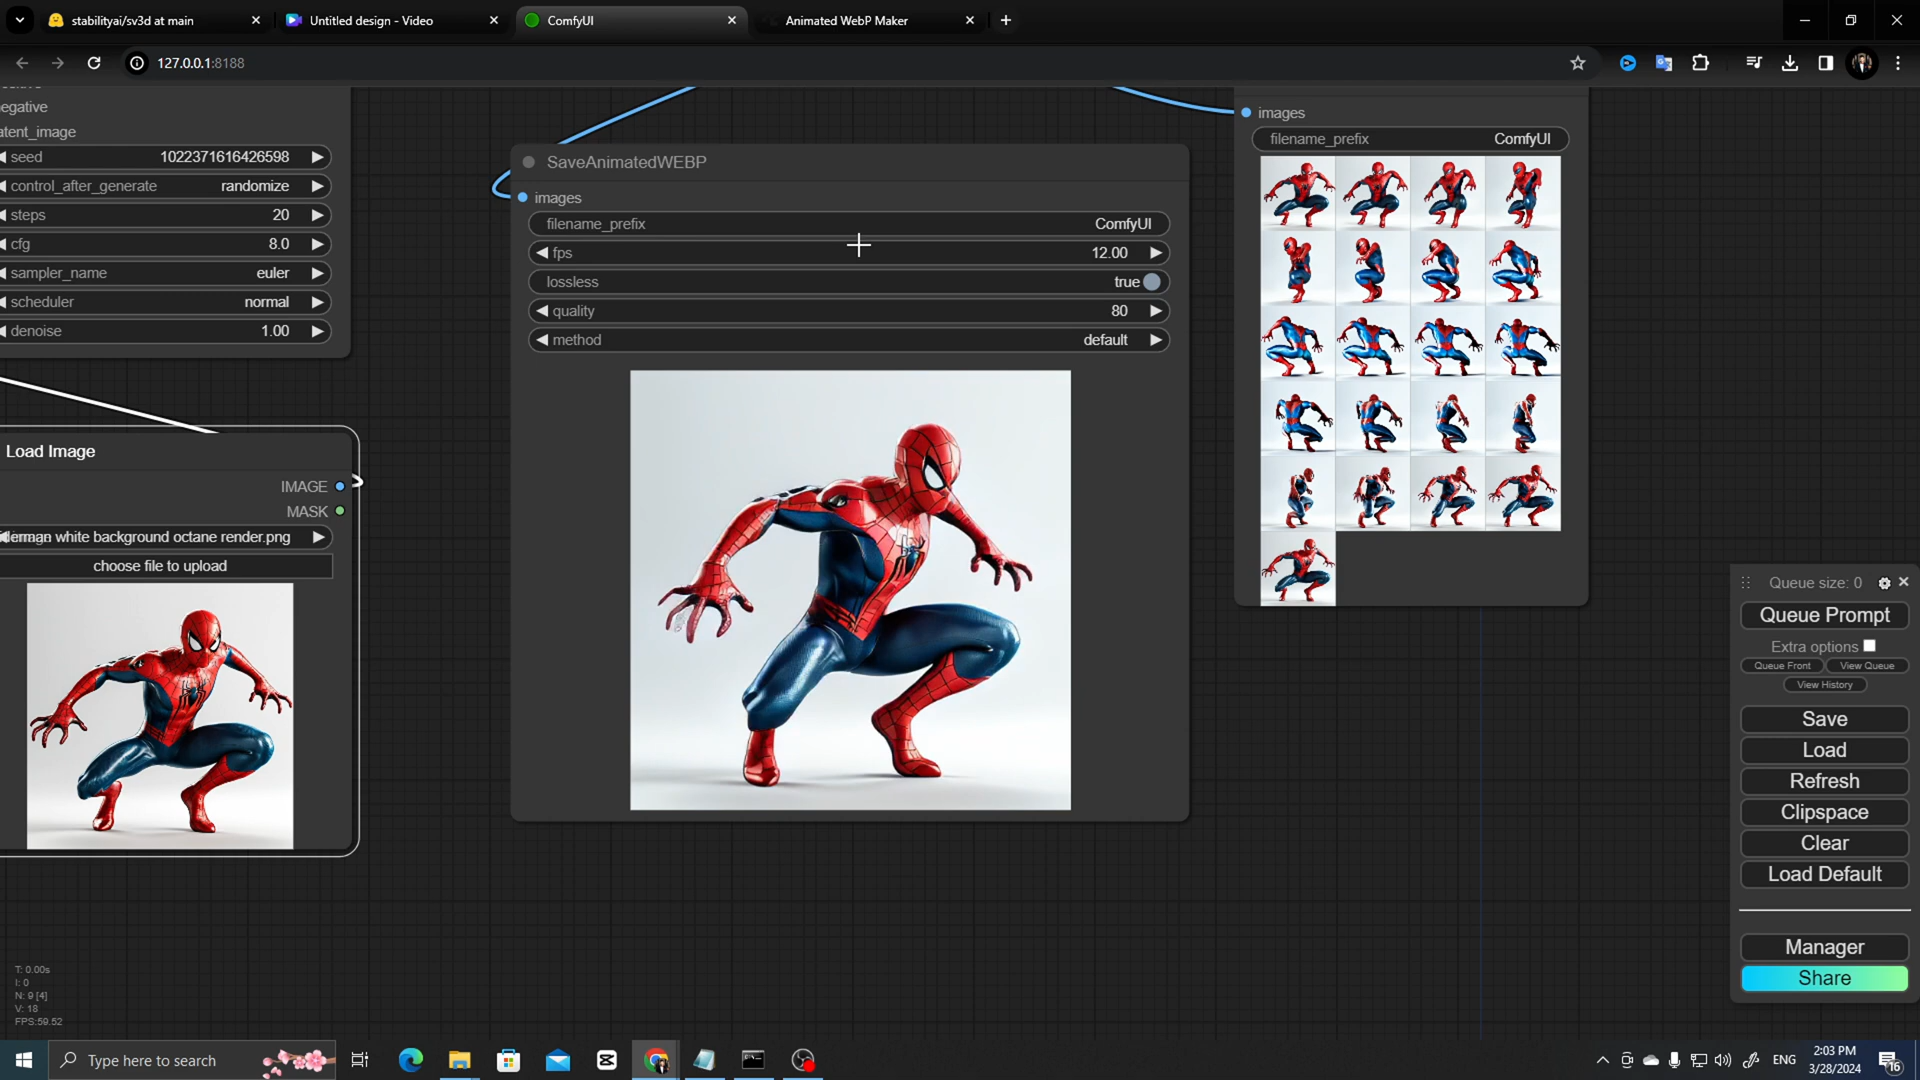 stabilityai/sv3d at main
Untitled design - Video
ComfyUI
Animated WebP Maker
127.0.0.1:8188
egative
atent_image
seed 1022371616426598
control_after_generate randomize
steps 20
cfg 8.0
sampler_name euler
scheduler normal
denoise 1.00
Load Image
IMAGE
MASK
white background octane render.png
choose file to upload
SaveAnimatedWEBP
images
filename_prefix ComfyUI
fps 12.00
lossless true
quality 80
method default
images
filename_prefix ComfyUI
Queue size: 0
Queue Prompt
Extra options
Queue Front View Queue
View History
Save
Load
Refresh
Clipspace
Clear
Load Default
Manager
Share
T: 0.00s
I: 0
N: 9 [4]
V: 18
FPS:59.52
Type here to search
ENG
2:03 PM
3/28/2024
16